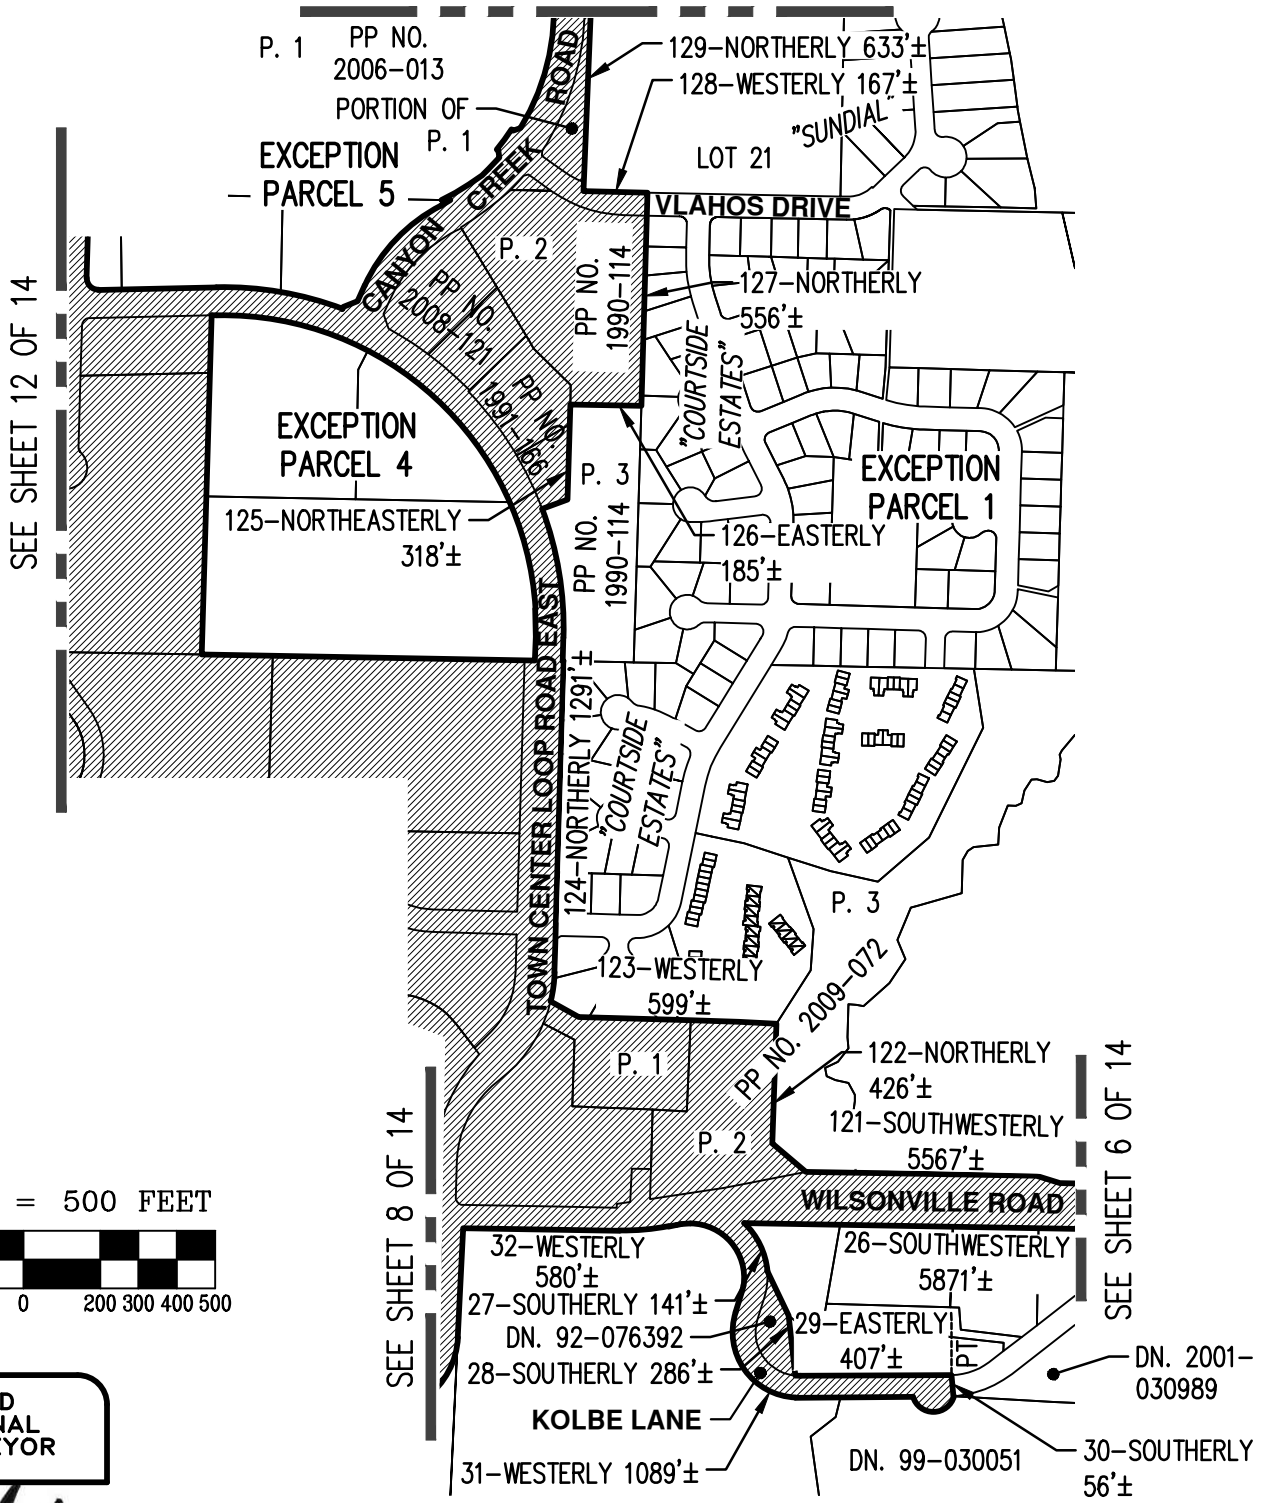 P. 1
PP NO.
2006-013
PORTION OF
P. 1
EXCEPTION
PARCEL 5
CANYON CREEK ROAD
129-NORTHERLY 633'±
128-WESTERLY 167'±
"SUNDIAL"
LOT 21
VLAHOS DRIVE
P. 2
PP NO.
1990-114
PP NO.
2008-121
PP NO.
1991-166
127-NORTHERLY
556'±
"COURTSIDE
ESTATES"
SEE SHEET 12 OF 14
EXCEPTION
PARCEL 4
125-NORTHEASTERLY
318'±
P. 3
PP NO.
1990-114
EXCEPTION
PARCEL 1
126-EASTERLY
185'±
TOWN CENTER LOOP ROAD EAST
124-NORTHERLY 1291'±
"COURTSIDE
ESTATES"
P. 3
PP NO. 2009-072
123-WESTERLY
599'±
P. 1
P. 2
122-NORTHERLY
426'±
121-SOUTHWESTERLY
5567'±
WILSONVILLE ROAD
SEE SHEET 8 OF 14
SEE SHEET 6 OF 14
32-WESTERLY
580'±
26-SOUTHWESTERLY
5871'±
27-SOUTHERLY 141'±
DN. 92-076392
28-SOUTHERLY 286'±
29-EASTERLY
407'±
PT
KOLBE LANE
31-WESTERLY 1089'±
DN. 99-030051
DN. 2001-
030989
30-SOUTHERLY
56'±
= 500 FEET
0 200 300 400 500
D
NAL
EYOR